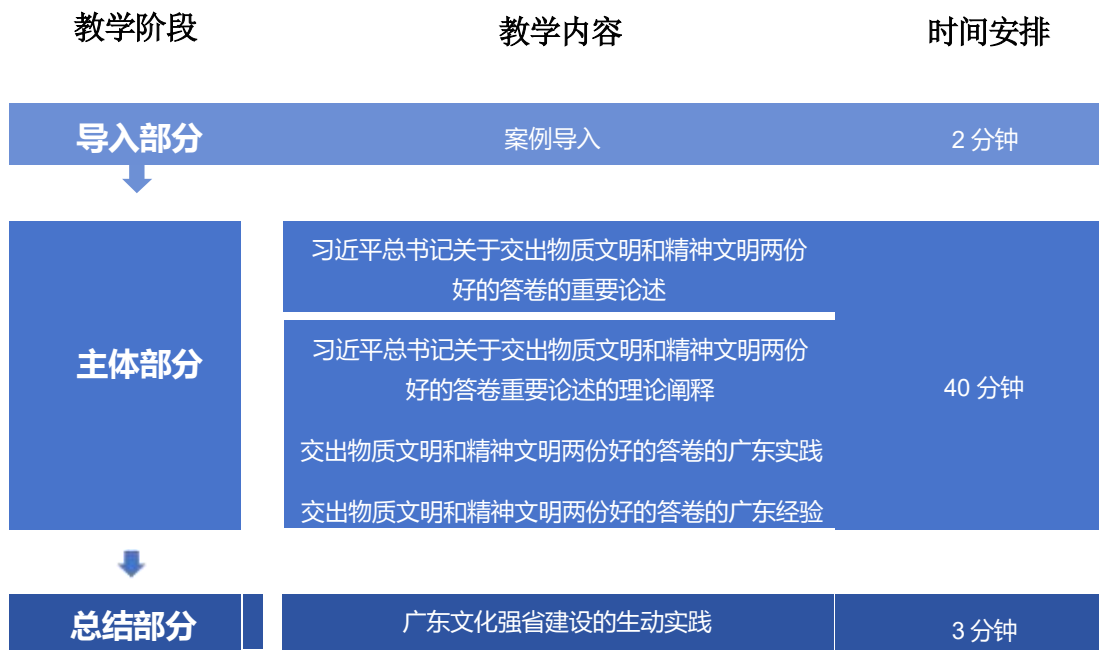 教学阶段 教学内容 时间安排
导入部分 案例导入 2 分钟
习近平总书记关于交出物质文明和精神文明两份
好的答卷的重要论述
主体部分
习近平总书记关于交出物质文明和精神文明两份
好的答卷重要论述的理论阐释
40 分钟
交出物质文明和精神文明两份好的答卷的广东实践
交出物质文明和精神文明两份好的答卷的广东经验
总结部分 广东文化强省建设的生动实践 3 分钟